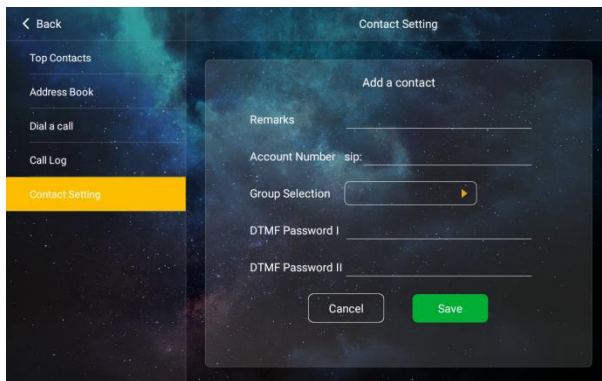 Back
Contact Setting
Top Contacts
Address Book
Dial a call
Call Log
Contact Setting
Add a contact
Remarks
Account Number sip:
Group Selection
DTMF Password I
DTMF Password II
Cancel Save